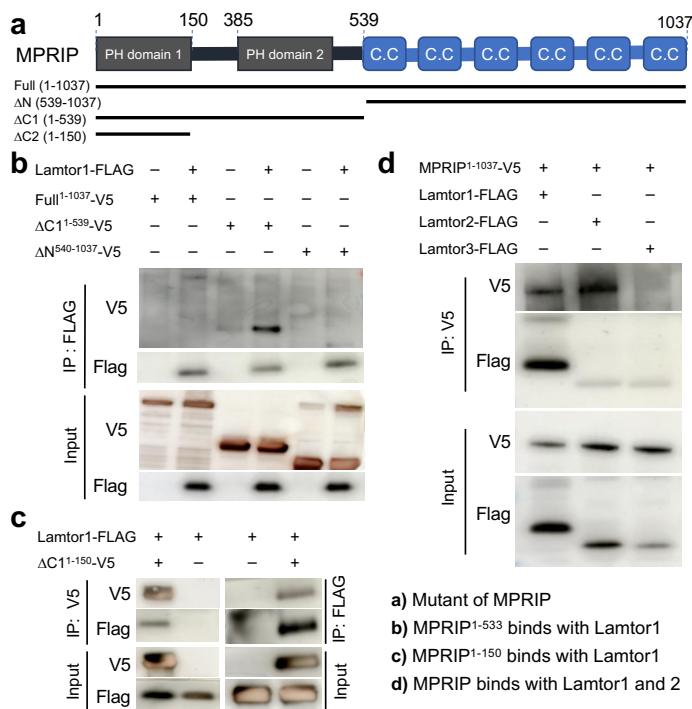 a
1 150 385 539 1037
MPRIP PH domain 1 PH domain 2 C.C C.C C.C C.C C.C C.C
Full (1-1037)
ΔN (539-1037)
ΔC1 (1-539)
ΔC2 (1-150)
b
Lamtor1-FLAG – + – + – +
Full1-1037-V5 + + – – – –
ΔC11-539-V5 – – + + – –
ΔN540-1037-V5 – – – – + +
IP : FLAG
V5
Flag
Input
V5
Flag
c
Lamtor1-FLAG + + + +
ΔC11-150-V5 + – – +
IP: V5
V5
Flag
IP: FLAG
Input
V5
Flag
Input
d
MPRIP1-1037-V5 + + +
Lamtor1-FLAG + – –
Lamtor2-FLAG – + –
Lamtor3-FLAG – – +
IP: V5
V5
Flag
Input
V5
Flag
a) Mutant of MPRIP
b) MPRIP1-533 binds with Lamtor1
c) MPRIP1-150 binds with Lamtor1
d) MPRIP binds with Lamtor1 and 2